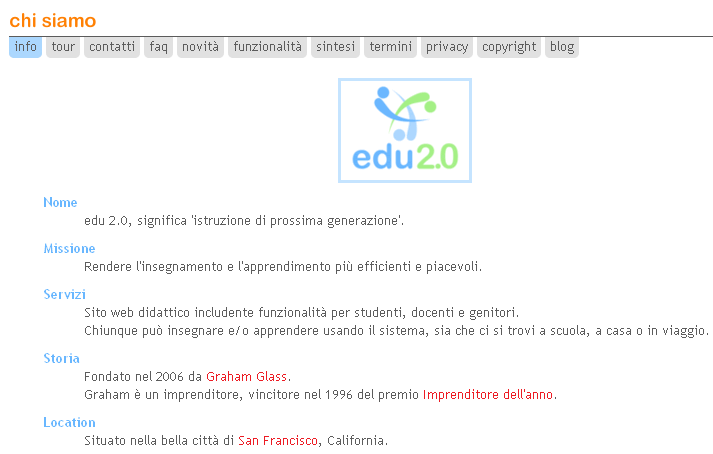 chi siamo
info tour contatti faq novità funzionalità sintesi termini privacy copyright blog
edu2.0
Nome
edu 2.0, significa 'istruzione di prossima generazione'.
Missione
Rendere l'insegnamento e l'apprendimento più efficienti e piacevoli.
Servizi
Sito web didattico includente funzionalità per studenti, docenti e genitori.
Chiunque può insegnare e/o apprendere usando il sistema, sia che ci si trovi a scuola, a casa o in viaggio.
Storia
Fondato nel 2006 da Graham Glass.
Graham è un imprenditore, vincitore nel 1996 del premio Imprenditore dell'anno.
Location
Situato nella bella città di San Francisco, California.